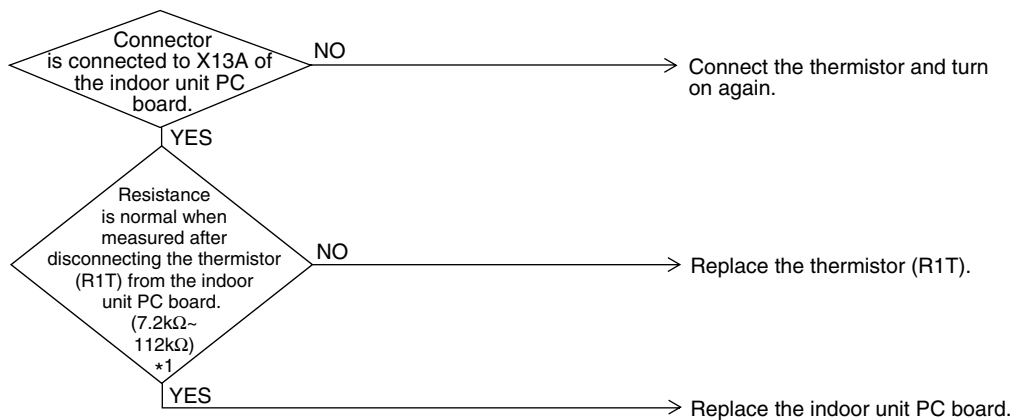 Connector
is connected to X13A of
the indoor unit PC
board.
NO
Connect the thermistor and turn
on again.
YES
Resistance
is normal when
measured after
disconnecting the thermistor
(R1T) from the indoor
unit PC board.
(7.2kΩ~
112kΩ)
*1
NO
Replace the thermistor (R1T).
YES
Replace the indoor unit PC board.